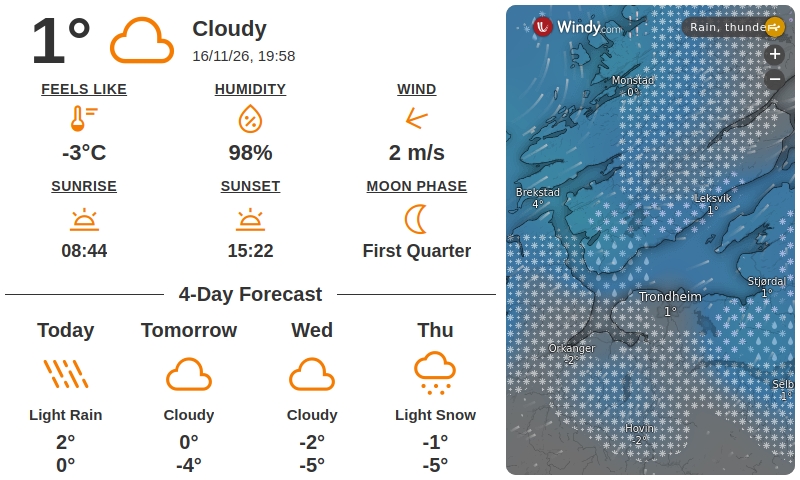 1°
Cloudy
16/11/26, 19:58
FEELS LIKE
HUMIDITY
WIND
-3°C
98%
2 m/s
SUNRISE
SUNSET
MOON PHASE
08:44
15:22
First Quarter
4-Day Forecast
Today
Tomorrow
Wed
Thu
Light Rain
Cloudy
Cloudy
Light Snow
2°
0°
-2°
-1°
0°
-4°
-5°
-5°
Windy.com
Rain, thunde
+
−
Monstad
0°
Brekstad
4°
Leksvik
1°
Stjørdal
1°
Trondheim
1°
Orkanger
-2°
Selb
1°
Hovin
-2°